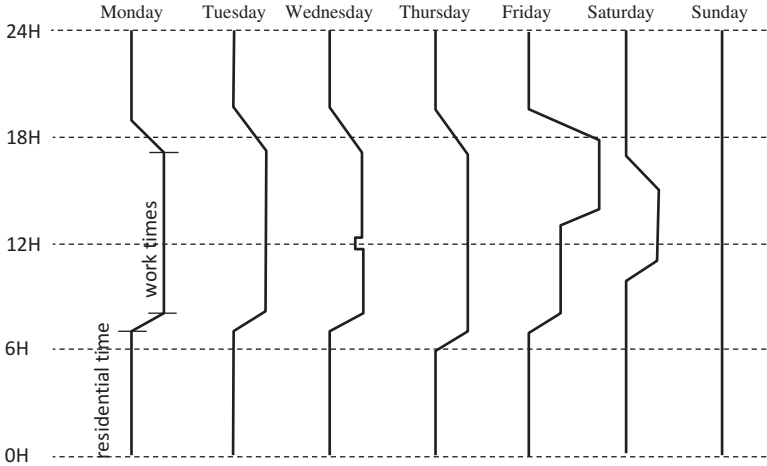 Monday Tuesday Wednesday Thursday Friday Saturday Sunday
24H
18H
work times
12H
residential time
6H
0H